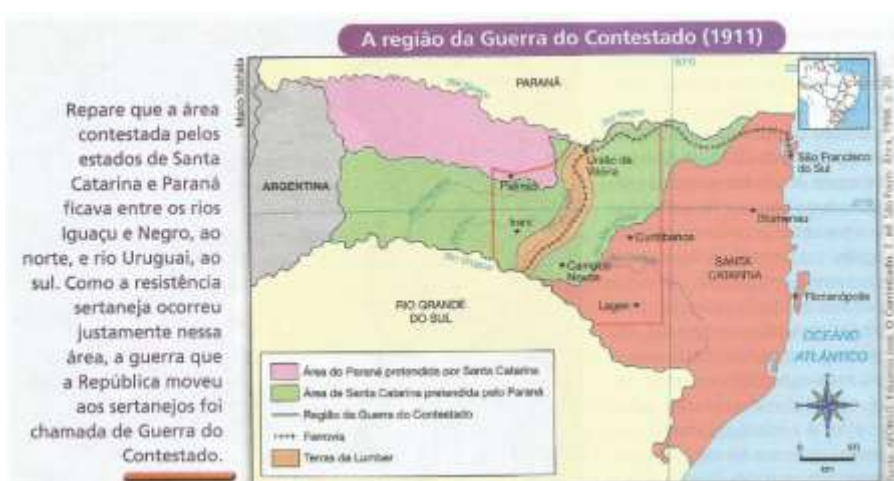 A região da Guerra do Contestado (1911)
Repare que a área
contestada pelos
estados de Santa
Catarina e Paraná
ficava entre os rios
Iguaçu e Negro, ao
norte, e rio Uruguai, ao
sul. Como a resistência
sertaneja ocorreu
justamente nessa
área, a guerra que
a República moveu
aos sertanejos foi
chamada de Guerra do
Contestado.
PARANÁ
União da
Vitória
São Francisco
do Sul
ARGENTINA
Palmas
Irani
Blumenau
Curitibanos
Campos
Novos
SANTA
CATARINA
Lages
Florianópolis
RIO GRANDE
DO SUL
OCEANO
ATLÂNTICO
Área do Paraná pretendida por Santa Catarina
Área de Santa Catarina pretendida pelo Paraná
Região da Guerra do Contestado
Ferrovia
Terras da Lumber
km